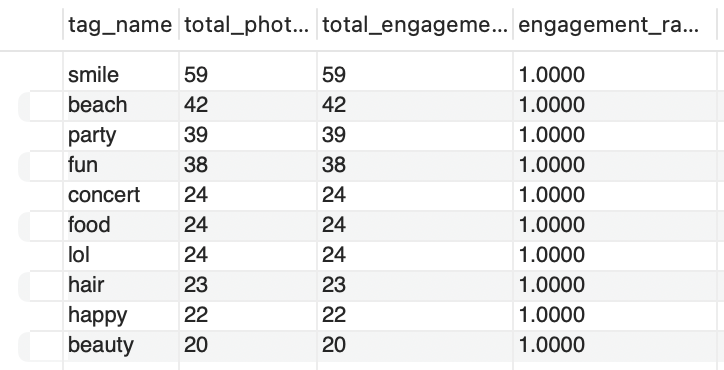 tag_name total_phot... total_engageme... engagement_ra...
smile 59 59 1.0000
beach 42 42 1.0000
party 39 39 1.0000
fun 38 38 1.0000
concert 24 24 1.0000
food 24 24 1.0000
lol 24 24 1.0000
hair 23 23 1.0000
happy 22 22 1.0000
beauty 20 20 1.0000